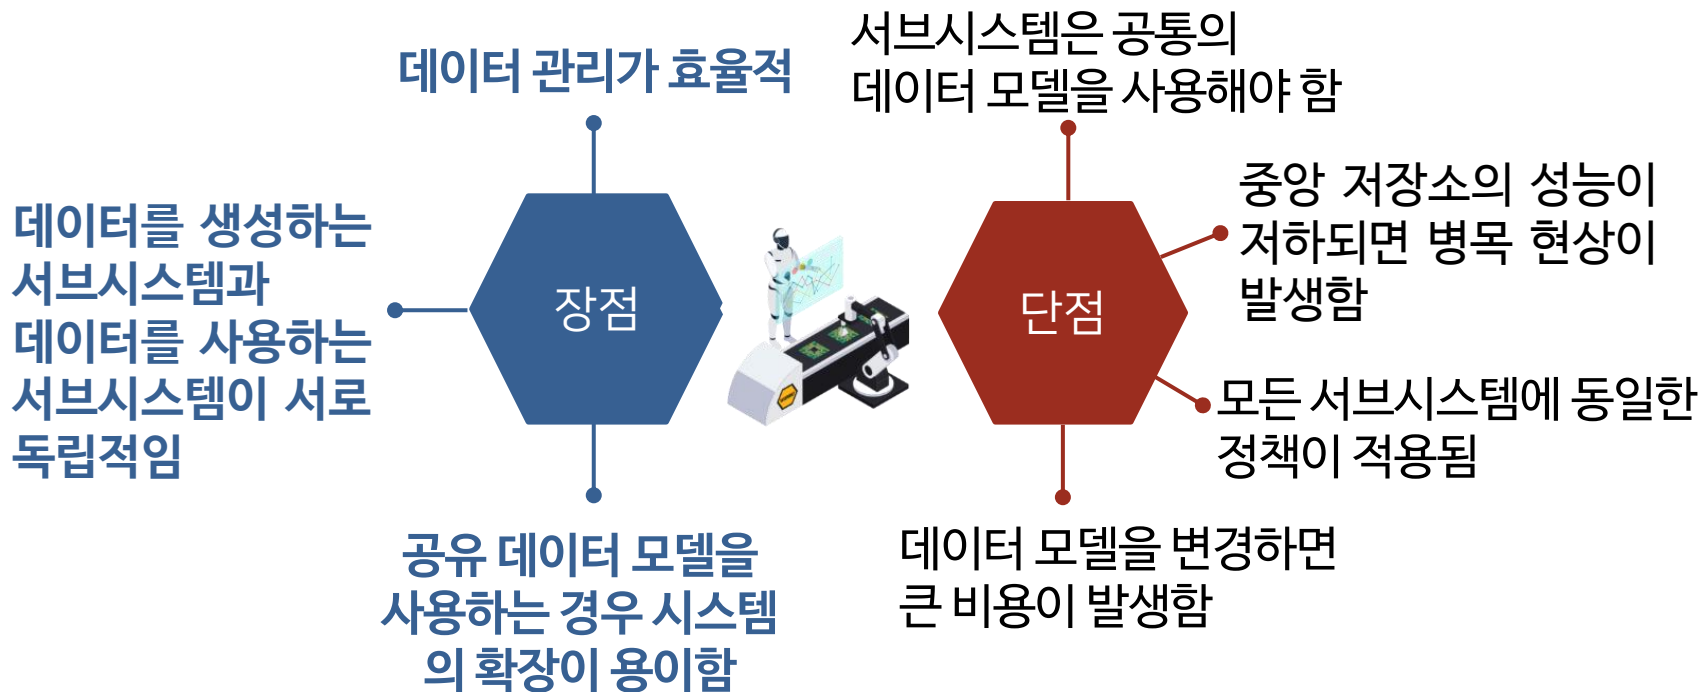 데이터 관리가 효율적
데이터를 생성하는
서브시스템과
데이터를 사용하는
서브시스템이 서로
독립적임
장점
공유 데이터 모델을
사용하는 경우 시스템
의 확장이 용이함
서브시스템은 공통의
데이터 모델을 사용해야 함
중앙 저장소의 성능이
저하되면 병목 현상이
발생함
단점
모든 서브시스템에 동일한
정책이 적용됨
데이터 모델을 변경하면
큰 비용이 발생함